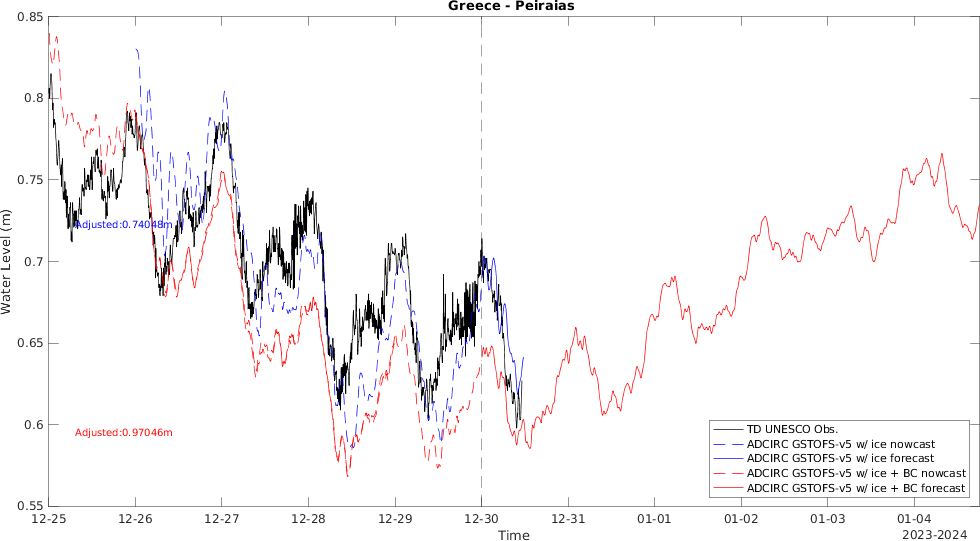 Greece - Peiraias
0.85
0.8
0.75
0.7
0.65
0.6
0.55
Water Level (m)
Adjusted:0.74048m
Adjusted:0.97046m
TD UNESCO Obs.
ADCIRC GSTOFS-v5 w/ ice nowcast
ADCIRC GSTOFS-v5 w/ ice forecast
ADCIRC GSTOFS-v5 w/ ice + BC nowcast
ADCIRC GSTOFS-v5 w/ ice + BC forecast
12-25 12-26 12-27 12-28 12-29 12-30 12-31 01-01 01-02 01-03 01-04
Time
2023-2024